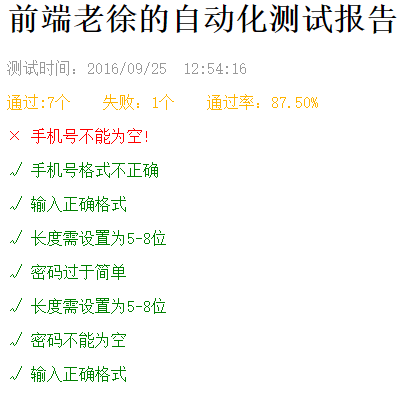 前端老徐的自动化测试报告
测试时间：2016/09/25 12:54:16
通过:7个 失败：1个 通过率：87.50%
× 手机号不能为空!
√ 手机号格式不正确
√ 输入正确格式
√ 长度需设置为5-8位
√ 密码过于简单
√ 长度需设置为5-8位
√ 密码不能为空
√ 输入正确格式